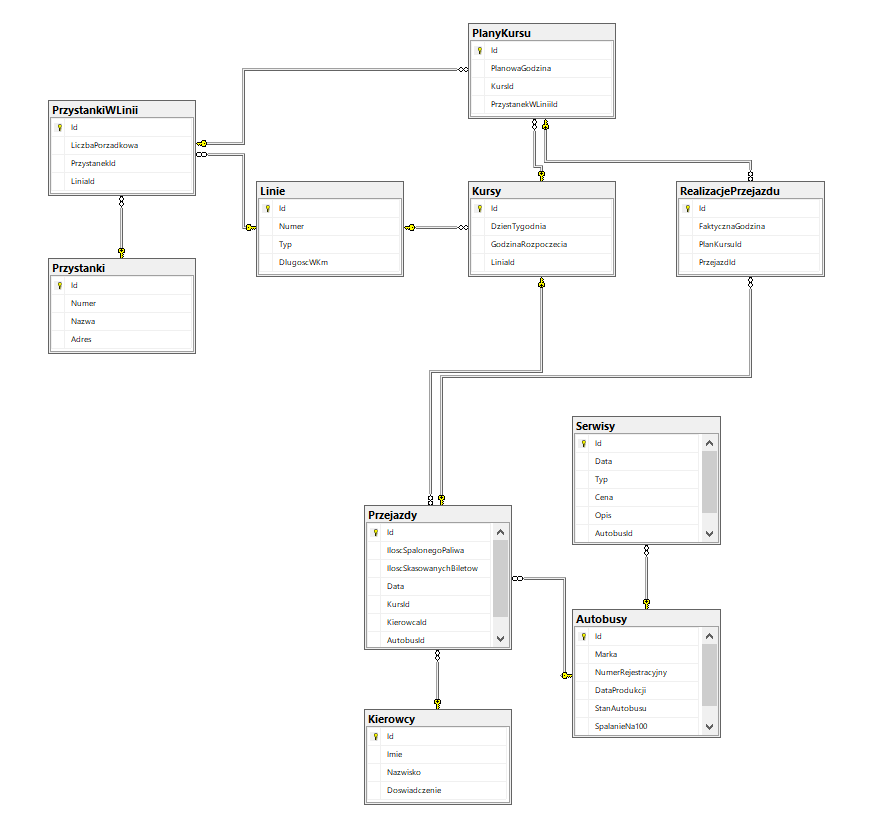 PlanyKursu
Id
PlanowaGodzina
KursId
PrzystanekWLiniiId
PrzystankiWLinii
Id
LiczbaPorzadkowa
PrzystanekId
LiniaId
Linie
Id
Numer
Typ
DlugoscWKm
Kursy
Id
DzienTygodnia
GodzinaRozpoczecia
LiniaId
RealizacjePrzejazdu
Id
FaktycznaGodzina
PlanKursuId
PrzejazdId
Przystanki
Id
Numer
Nazwa
Adres
Serwisy
Id
Data
Typ
Cena
Opis
AutobusId
Przejazdy
Id
IloscSpalonegoPaliwa
IloscSkasowanychBiletow
Data
KursId
KierowcaId
AutobusId
Autobusy
Id
Marka
NumerRejestracyjny
DataProdukcji
StanAutobusu
SpalanieNa100
Kierowcy
Id
Imie
Nazwisko
Doswiadczenie